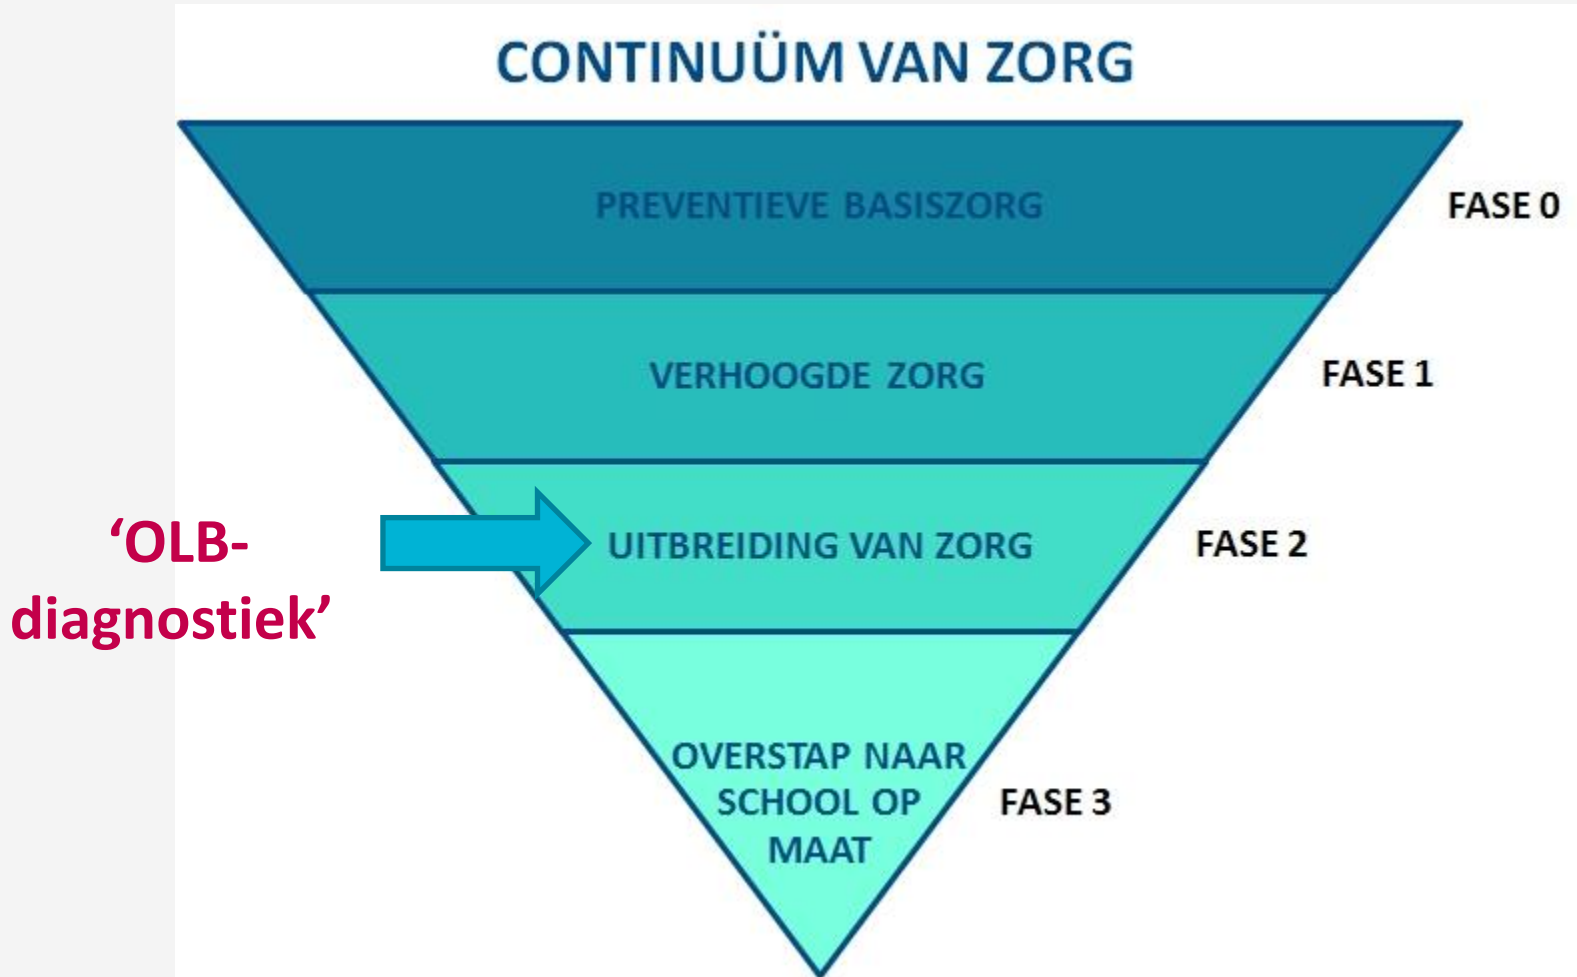 CONTINUÜM VAN ZORG
PREVENTIEVE BASISZORG
FASE 0
VERHOOGDE ZORG
FASE 1
‘OLB-
diagnostiek’
UITBREIDING VAN ZORG
FASE 2
OVERSTAP NAAR
SCHOOL OP
MAAT
FASE 3